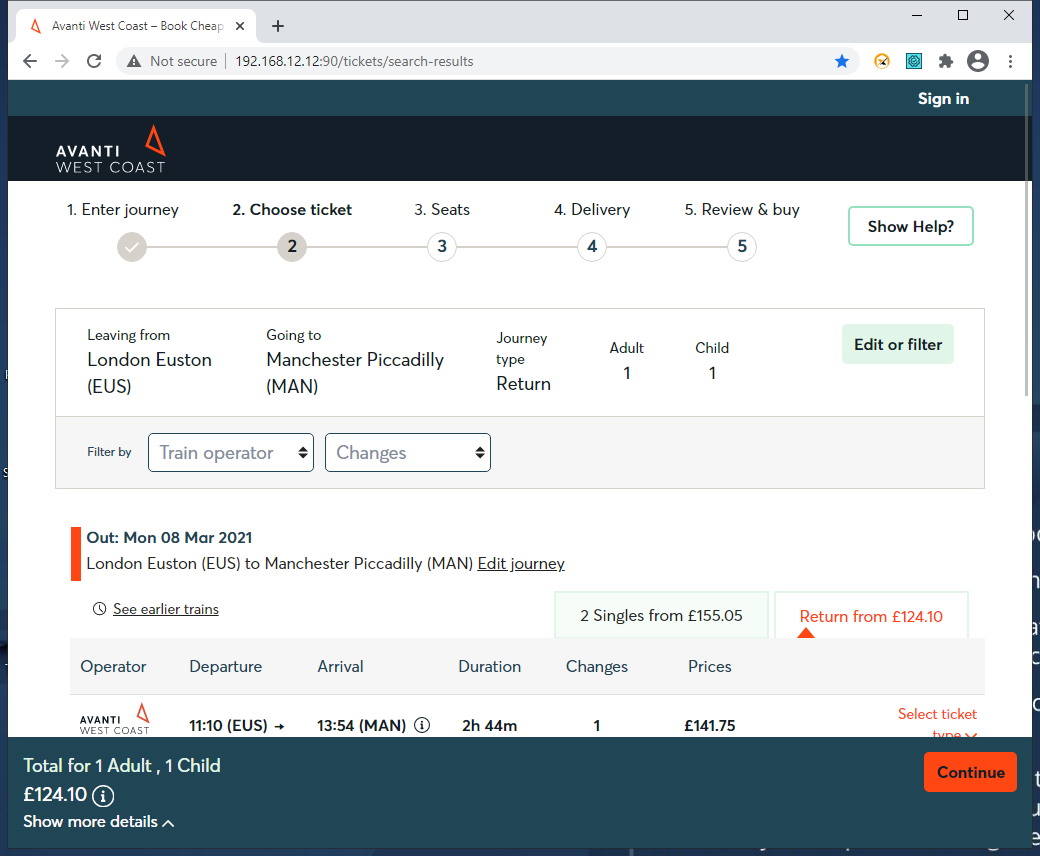 Avanti West Coast – Book Cheap
Not secure
192.168.12.12:90/tickets/search-results
Sign in
AVANTI
WEST COAST
1. Enter journey
2. Choose ticket
3. Seats
4. Delivery
5. Review & buy
2
3
4
5
Show Help?
Leaving from
London Euston
(EUS)
Going to
Manchester Piccadilly
(MAN)
Journey
type
Return
Adult
1
Child
1
Edit or filter
Filter by
Train operator
Changes
Out: Mon 08 Mar 2021
London Euston (EUS) to Manchester Piccadilly (MAN) Edit journey
See earlier trains
2 Singles from £155.05
Return from £124.10
Operator Departure Arrival Duration Changes Prices
AVANTI
WEST COAST
11:10 (EUS) → 13:54 (MAN) 2h 44m 1 £141.75
Select ticket
type
Total for 1 Adult , 1 Child
£124.10
Show more details
Continue